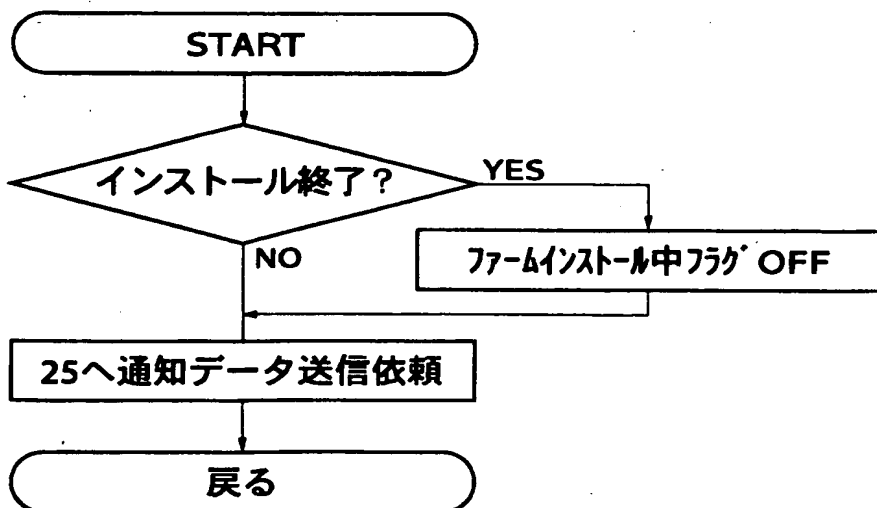 START
インストール終了？
YES
NO
ﾌｧｰﾑｲﾝｽﾄｰﾙ中ﾌﾗｸﾞ OFF
25へ通知データ送信依頼
戻る